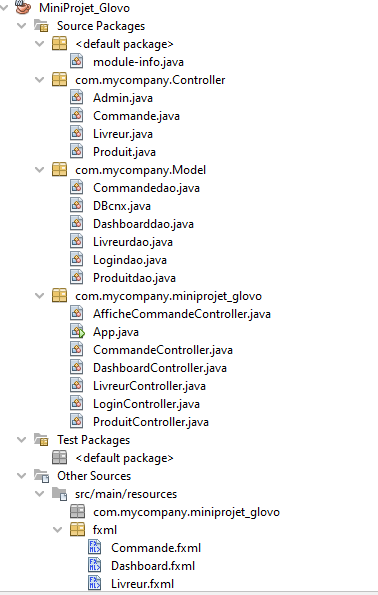 MiniProjet_Glovo
Source Packages
<default package>
module-info.java
com.mycompany.Controller
Admin.java
Commande.java
Livreur.java
Produit.java
com.mycompany.Model
Commandedao.java
DBcnx.java
Dashboarddao.java
Livreurdao.java
Logindao.java
Produitdao.java
com.mycompany.miniprojet_glovo
AfficheCommandeController.java
App.java
CommandeController.java
DashboardController.java
LivreurController.java
LoginController.java
ProduitController.java
Test Packages
<default package>
Other Sources
src/main/resources
com.mycompany.miniprojet_glovo
fxml
Commande.fxml
Dashboard.fxml
Livreur.fxml